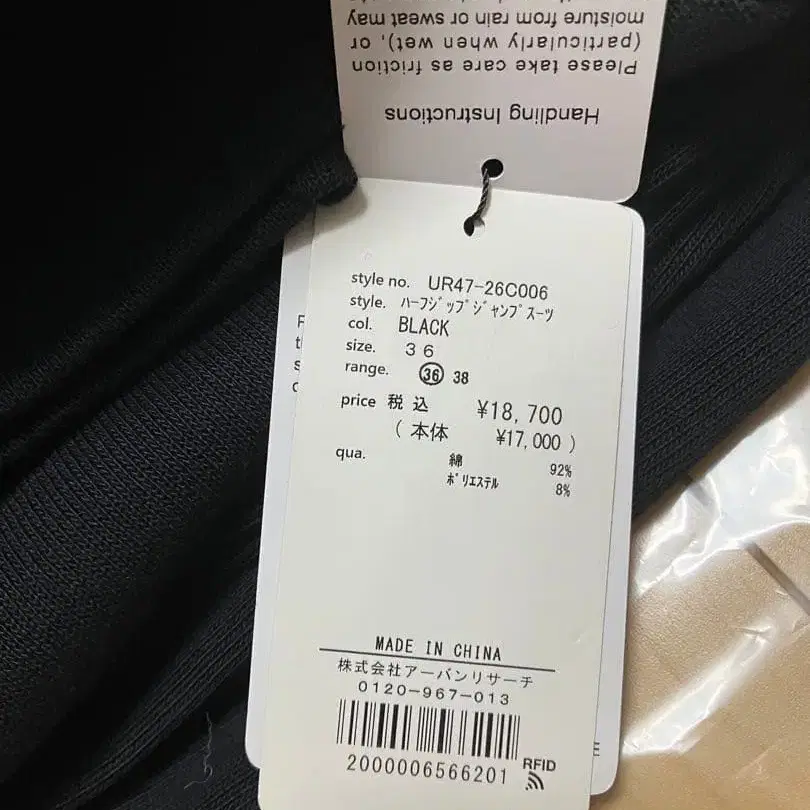 Handling Instructions
Please take care as friction
(particularly when wet), or
moisture from rain or sweat may
style no. UR47-26C006
style. ﾊｰﾌｼﾞｯﾌﾟｼﾞｬﾝﾌﾟｽｰﾂ
col. BLACK
size. 36
range. ㊱ 38
price 税込 ¥18,700
( 本体 ¥17,000 )
qua. 綿 92%
ﾎﾟﾘｴｽﾃﾙ 8%
MADE IN CHINA
株式会社アーバンリサーチ
0120-967-013
2000006566201
RFID